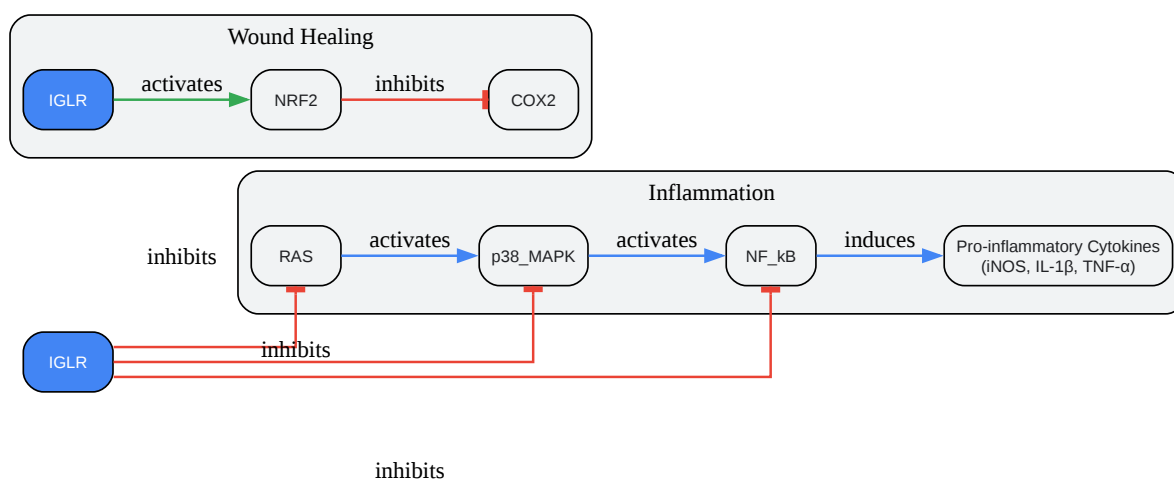 Wound Healing
IGLR
activates
NRF2
inhibits
COX2
Inflammation
inhibits
RAS
activates
p38_MAPK
activates
NF_kB
induces
Pro-inflammatory Cytokines
(iNOS, IL-1β, TNF-α)
IGLR
inhibits
inhibits